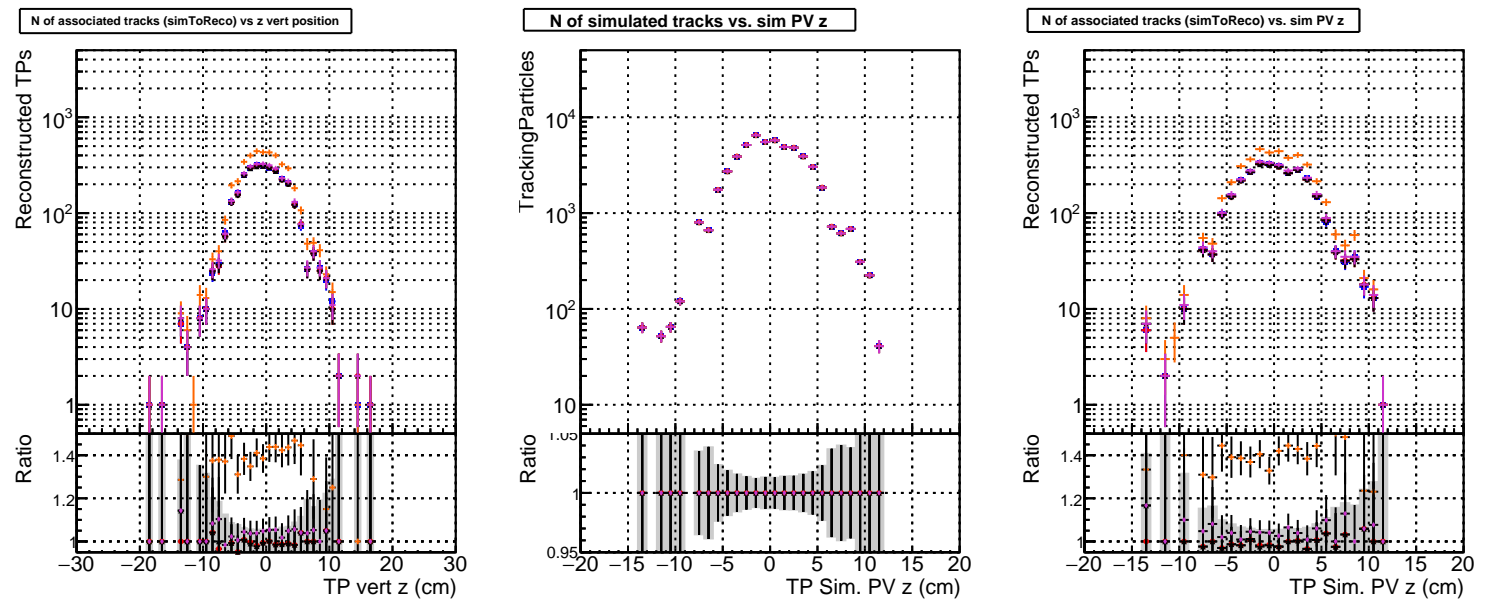 N of associated tracks (simToReco) vs z vert position
Reconstructed TPs
10³
10²
10
1
Ratio
1.4
1.2
1
−30 −20 −10 0 10 20 30
TP vert z (cm)
N of simulated tracks vs. sim PV z
TrackingParticles
10⁴
10³
10²
10
Ratio
1.05
1
0.95
−20 −15 −10 −5 0 5 10 15 20
TP Sim. PV z (cm)
N of associated tracks (simToReco) vs. sim PV z
Reconstructed TPs
10³
10²
10
1
Ratio
1.4
1.2
1
−20 −15 −10 −5 0 5 10 15 20
TP Sim. PV z (cm)